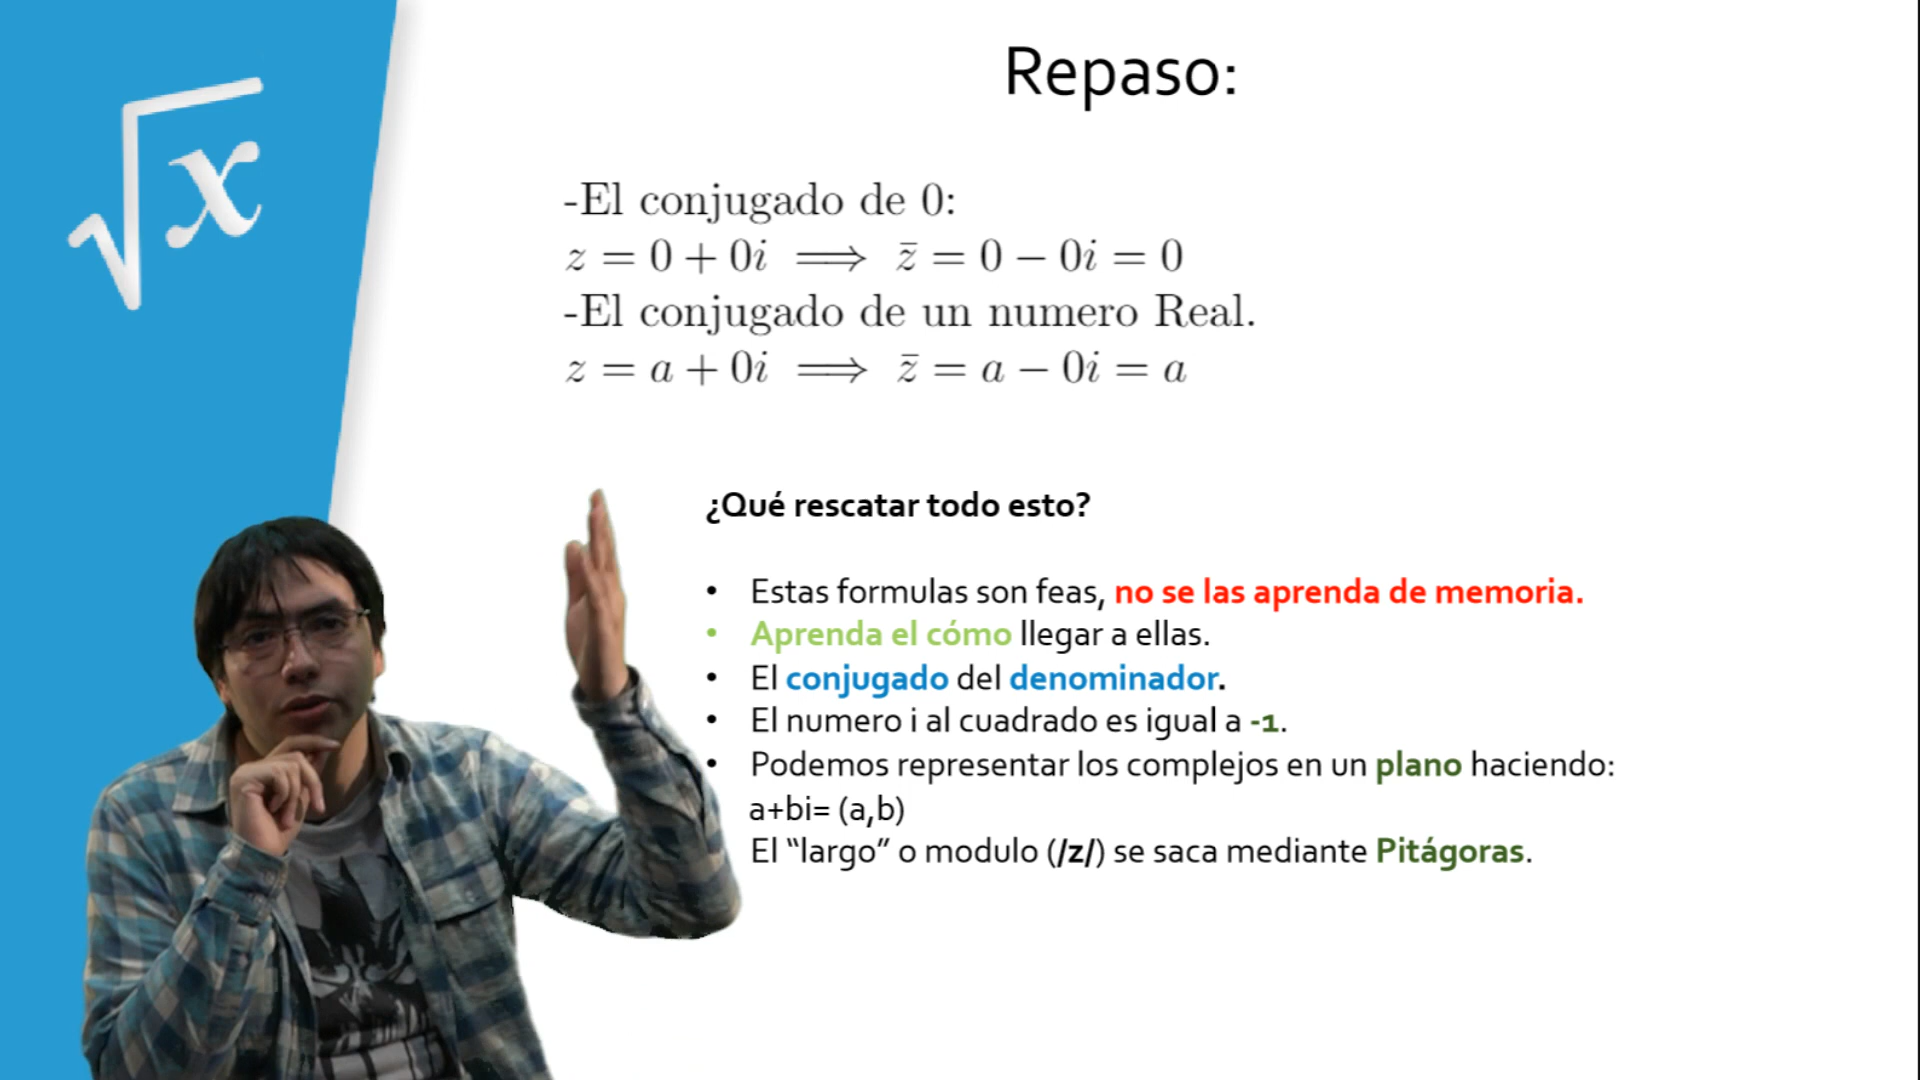 √x
Repaso:
-El conjugado de 0:
z = 0 + 0i ⟹ z̄ = 0 − 0i = 0
-El conjugado de un numero Real.
z = a + 0i ⟹ z̄ = a − 0i = a
¿Qué rescatar todo esto?
• Estas formulas son feas, no se las aprenda de memoria.
• Aprenda el cómo llegar a ellas.
• El conjugado del denominador.
• El numero i al cuadrado es igual a -1.
• Podemos representar los complejos en un plano haciendo:
a+bi= (a,b)
El “largo” o modulo (/z/) se saca mediante Pitágoras.